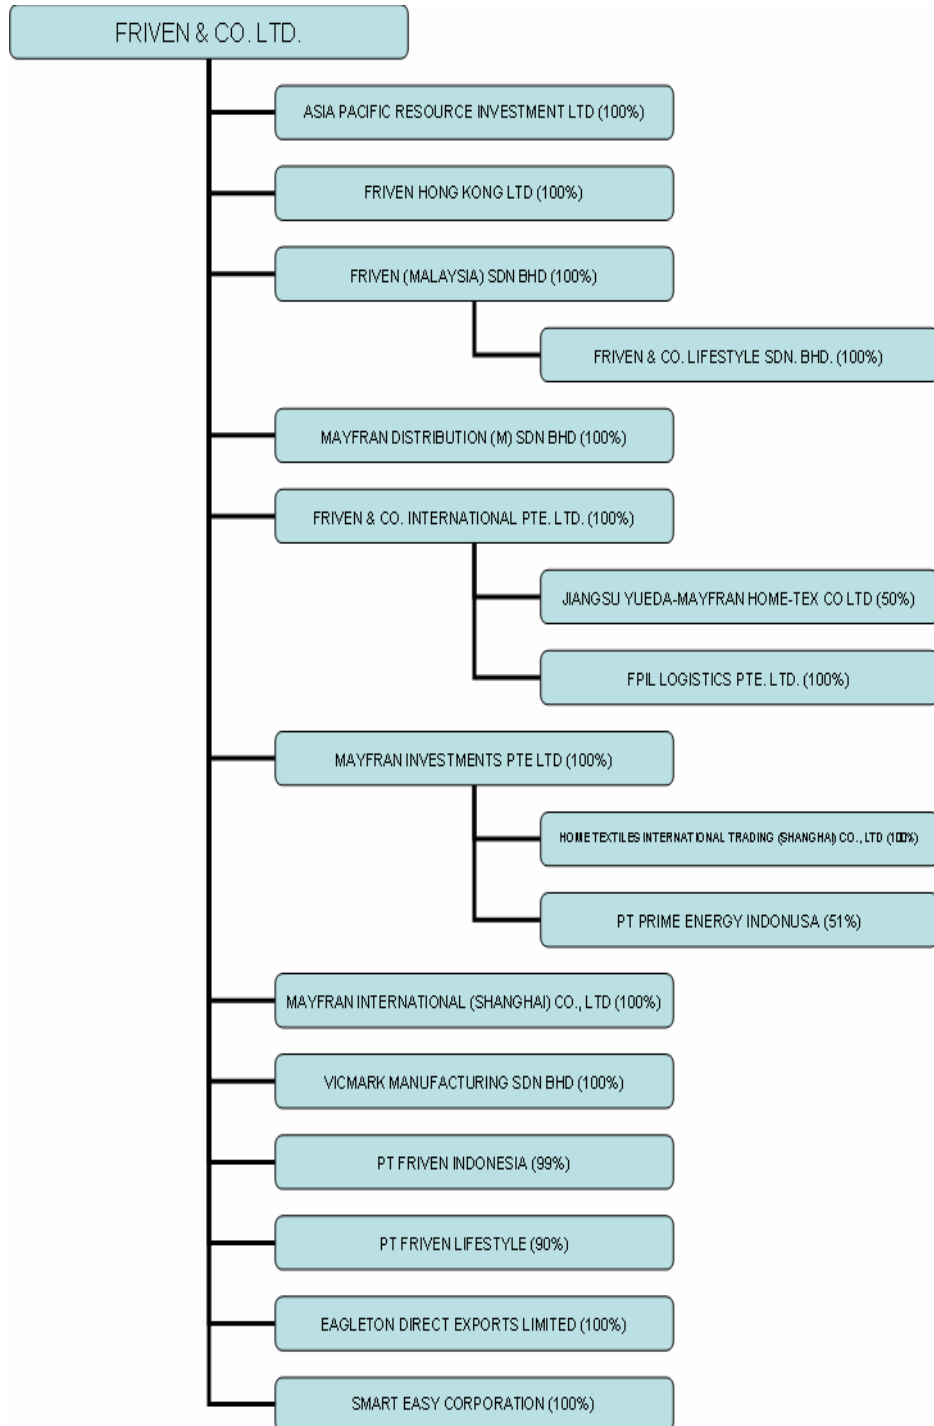 FRIVEN & CO. LTD.
ASIA PACIFIC RESOURCE INVESTMENT LTD (100%)
FRIVEN HONG KONG LTD (100%)
FRIVEN (MALAYSIA) SDN BHD (100%)
FRIVEN & CO. LIFESTYLE SDN. BHD. (100%)
MAYFRAN DISTRIBUTION (M) SDN BHD (100%)
FRIVEN & CO. INTERNATIONAL PTE. LTD. (100%)
JIANGSU YUEDA-MAYFRAN HOME-TEX CO LTD (50%)
FPIL LOGISTICS PTE. LTD. (100%)
MAYFRAN INVESTMENTS PTE LTD (100%)
HOME TEXTILES INTERNATIONAL TRADING (SHANGHAI) CO., LTD (100%)
PT PRIME ENERGY INDONUSA (51%)
MAYFRAN INTERNATIONAL (SHANGHAI) CO., LTD (100%)
VICMARK MANUFACTURING SDN BHD (100%)
PT FRIVEN INDONESIA (99%)
PT FRIVEN LIFESTYLE (90%)
EAGLETON DIRECT EXPORTS LIMITED (100%)
SMART EASY CORPORATION (100%)